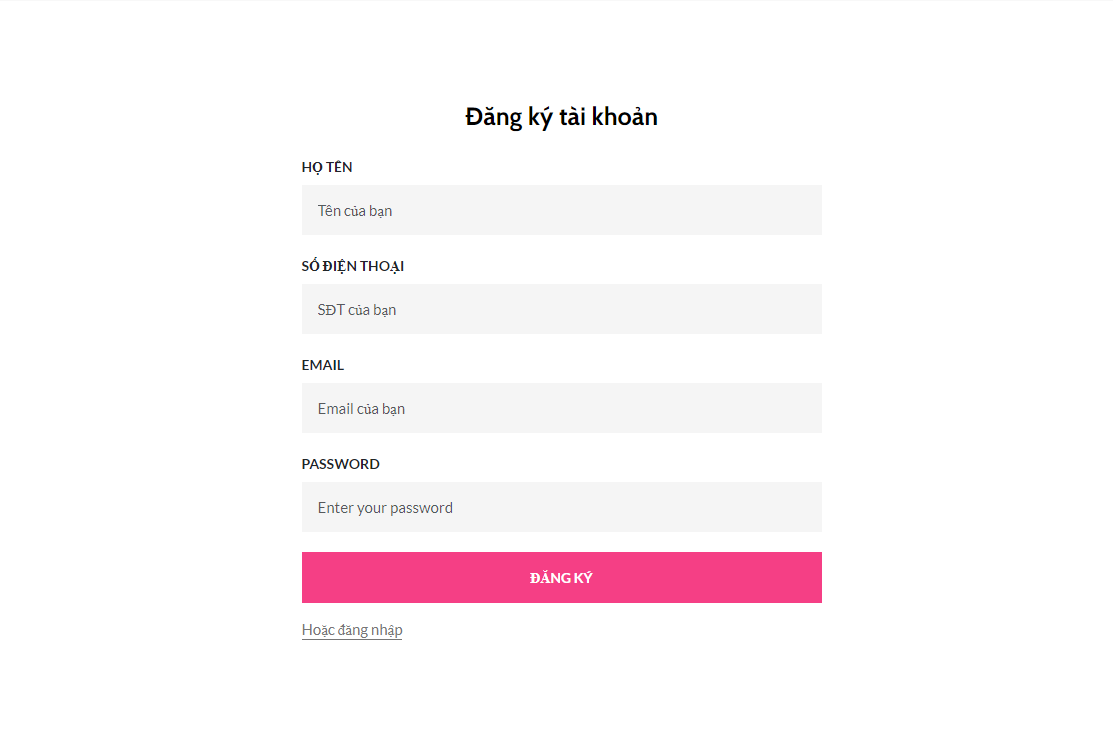 Đăng ký tài khoản
HỌ TÊN
Tên của bạn
SỐ ĐIỆN THOẠI
SĐT của bạn
EMAIL
Email của bạn
PASSWORD
Enter your password
ĐĂNG KÝ
Hoặc đăng nhập